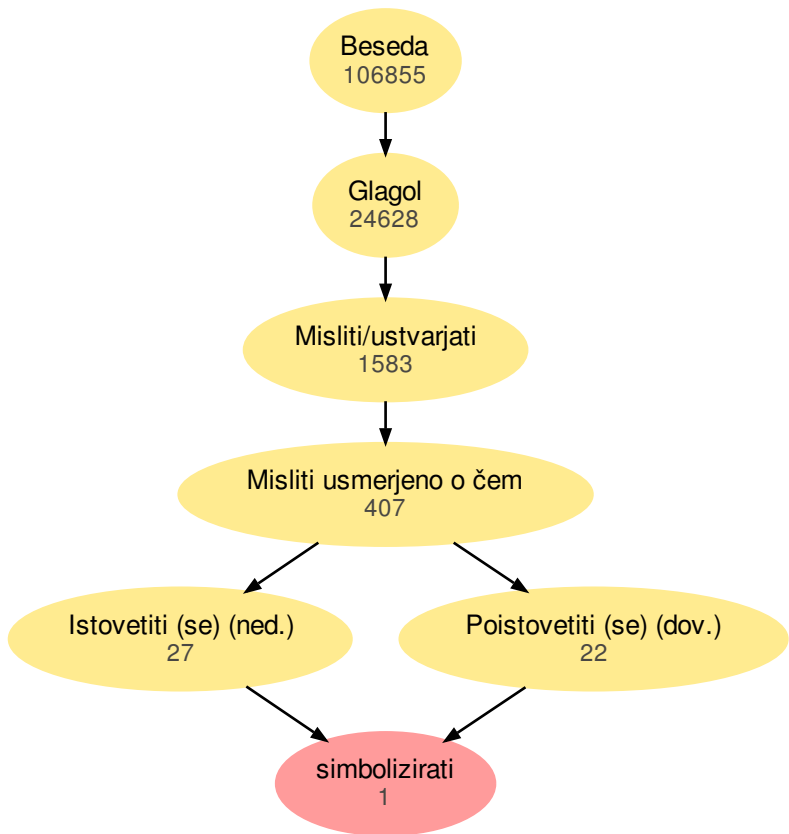 Beseda
106855
Glagol
24628
Misliti/ustvarjati
1583
Misliti usmerjeno o čem
407
Istovetiti (se) (ned.)
27
Poistovetiti (se) (dov.)
22
simbolizirati
1